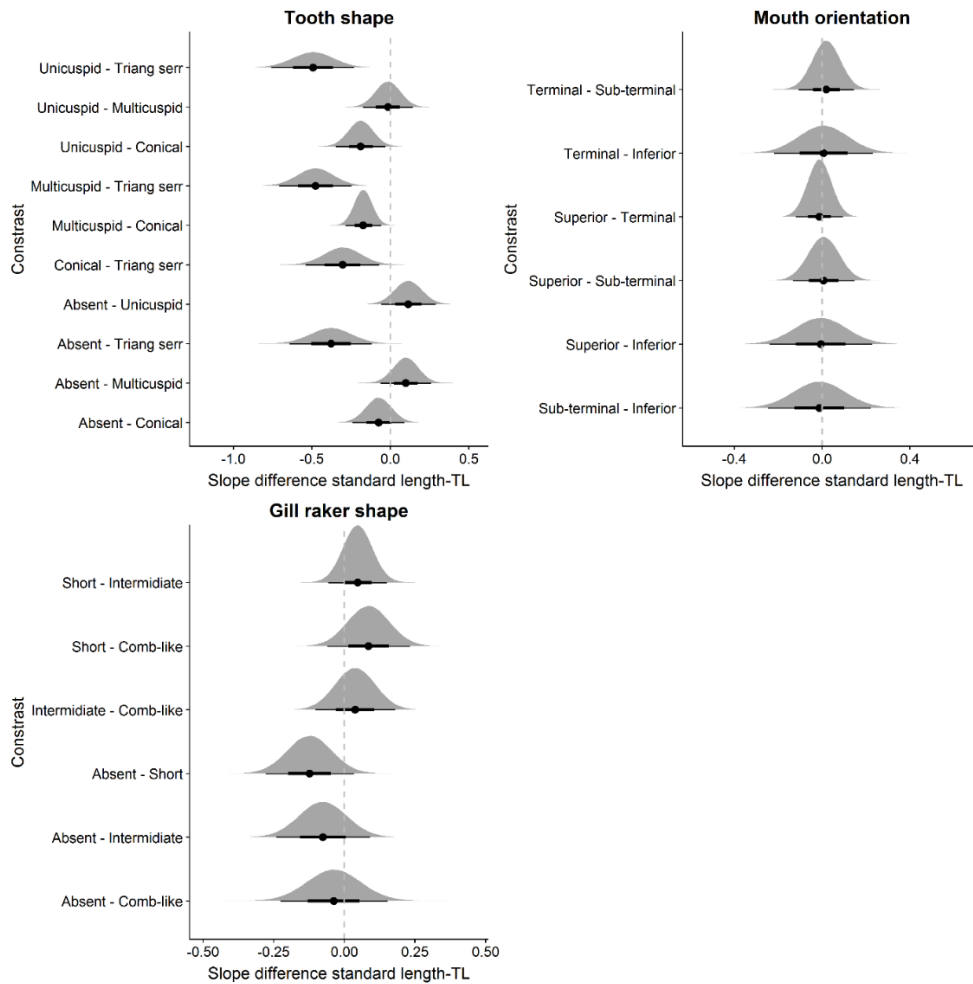 Tooth shape
Constrast
Unicuspid - Triang serr
Unicuspid - Multicuspid
Unicuspid - Conical
Multicuspid - Triang serr
Multicuspid - Conical
Conical - Triang serr
Absent - Unicuspid
Absent - Triang serr
Absent - Multicuspid
Absent - Conical
-1.0 -0.5 0.0 0.5
Slope difference standard length-TL
Mouth orientation
Constrast
Terminal - Sub-terminal
Terminal - Inferior
Superior - Terminal
Superior - Sub-terminal
Superior - Inferior
Sub-terminal - Inferior
-0.4 0.0 0.4
Slope difference standard length-TL
Gill raker shape
Constrast
Short - Intermidiate
Short - Comb-like
Intermidiate - Comb-like
Absent - Short
Absent - Intermidiate
Absent - Comb-like
-0.50 -0.25 0.00 0.25 0.50
Slope difference standard length-TL